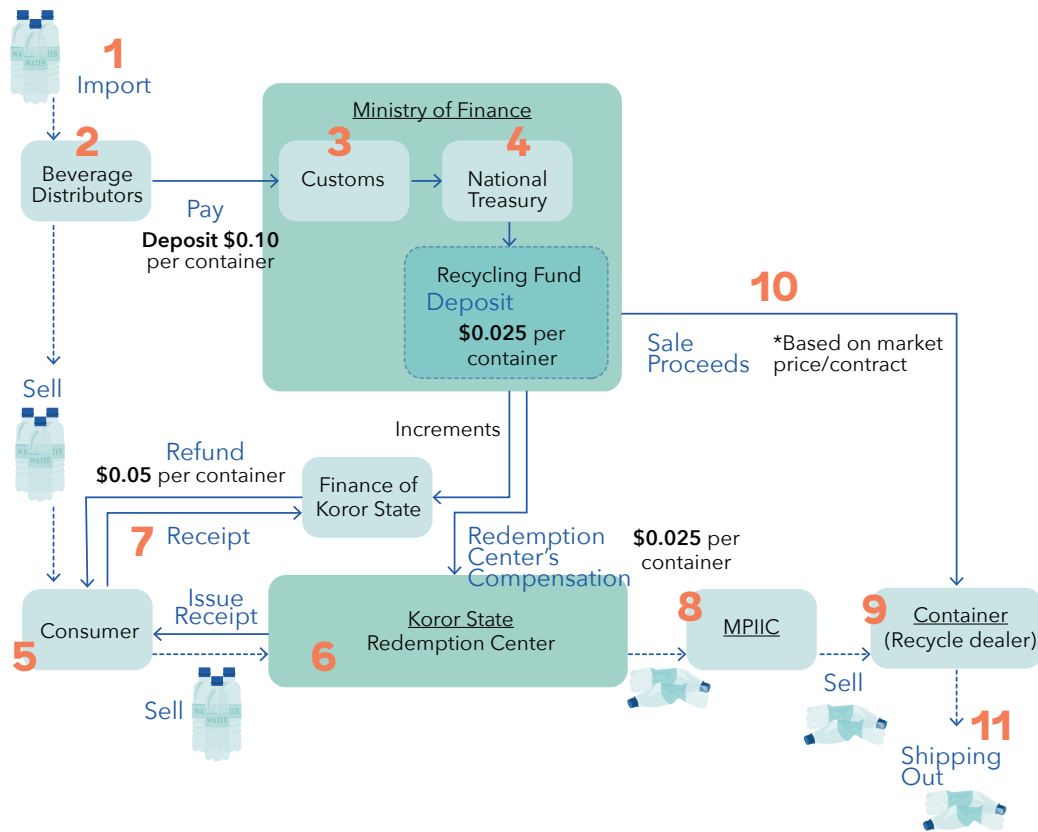 1
Import
WATER
Ministry of Finance
2
Beverage
Distributors
3
Customs
4
National
Treasury
Pay
Deposit $0.10
per container
Recycling Fund
Deposit
$0.025 per
container
10
Sale
Proceeds
*Based on market
price/contract
Sell
WATER
Increments
Refund
$0.05 per container
Finance of
Koror State
7
Receipt
Redemption
Center's
Compensation
$0.025 per
container
Issue
Receipt
5
Consumer
6
Koror State
Redemption Center
8
MPIIC
9
Container
(Recycle dealer)
Sell
WATER
Sell
11
Shipping
Out